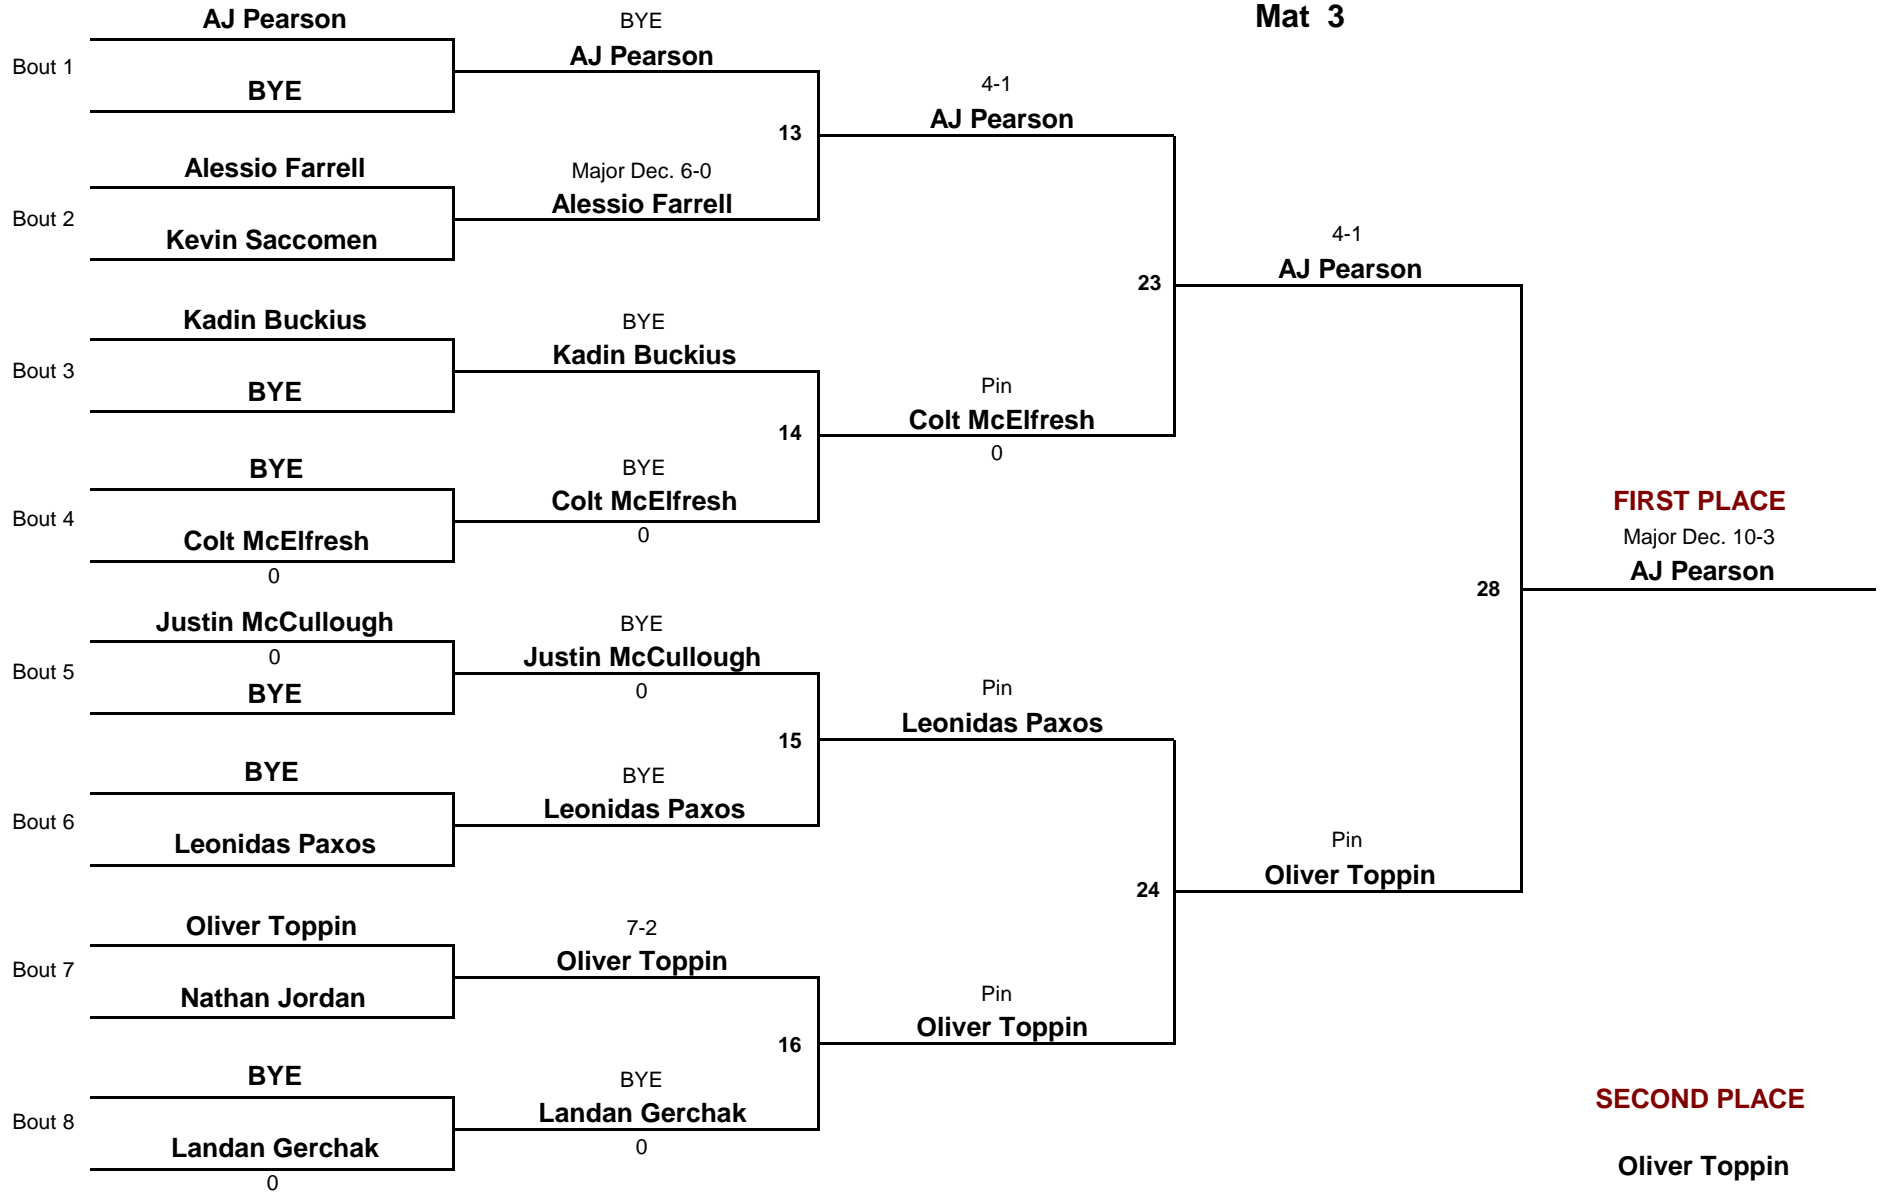 Mat 3
AJ Pearson
Bout 1
BYE
Alessio Farrell
Bout 2
Kevin Saccomen
Kadin Buckius
Bout 3
BYE
BYE
Bout 4
Colt McElfresh
0
Justin McCullough
0
Bout 5
BYE
BYE
Bout 6
Leonidas Paxos
Oliver Toppin
Bout 7
Nathan Jordan
BYE
Bout 8
Landan Gerchak
0
BYE
AJ Pearson
13
Major Dec. 6-0
Alessio Farrell
BYE
Kadin Buckius
14
BYE
Colt McElfresh
0
BYE
Justin McCullough
0
15
BYE
Leonidas Paxos
7-2
Oliver Toppin
16
BYE
Landan Gerchak
0
4-1
AJ Pearson
23
Pin
Colt McElfresh
0
Pin
Leonidas Paxos
24
Pin
Oliver Toppin
4-1
AJ Pearson
28
Pin
Oliver Toppin
FIRST PLACE
Major Dec. 10-3
AJ Pearson
SECOND PLACE
Oliver Toppin